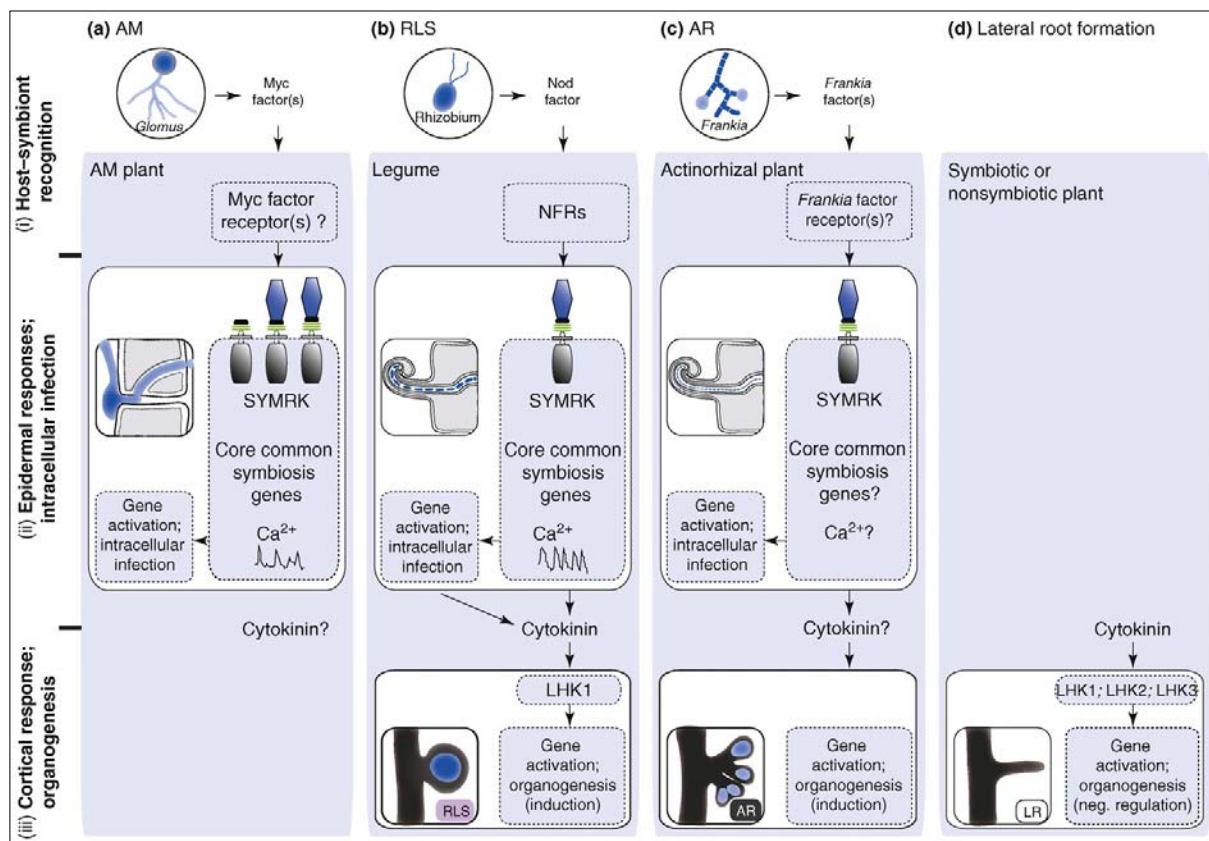 (a) AM
Glomus
Myc
factor(s)
AM plant
Myc factor
receptor(s) ?
SYMRK
Core common
symbiosis
genes
Ca2+
Gene
activation;
intracellular
infection
Cytokinin?
(b) RLS
Rhizobium
Nod
factor
Legume
NFRs
SYMRK
Core common
symbiosis
genes
Ca2+
Gene
activation;
intracellular
infection
Cytokinin
LHK1
Gene
activation;
organogenesis
(induction)
RLS
(c) AR
Frankia
Frankia
factor(s)
Actinorhizal plant
Frankia factor
receptor(s)?
SYMRK
Core common
symbiosis
genes?
Ca2+?
Gene
activation;
intracellular
infection
Cytokinin?
Gene
activation;
organogenesis
(induction)
AR
(d) Lateral root formation
Symbiotic or
nonsymbiotic plant
Cytokinin
LHK1; LHK2; LHK3
Gene
activation;
organogenesis
(neg. regulation)
LR
(i) Host–symbiont
recognition
(ii) Epidermal responses;
intracellular infection
(iii) Cortical response;
organogenesis